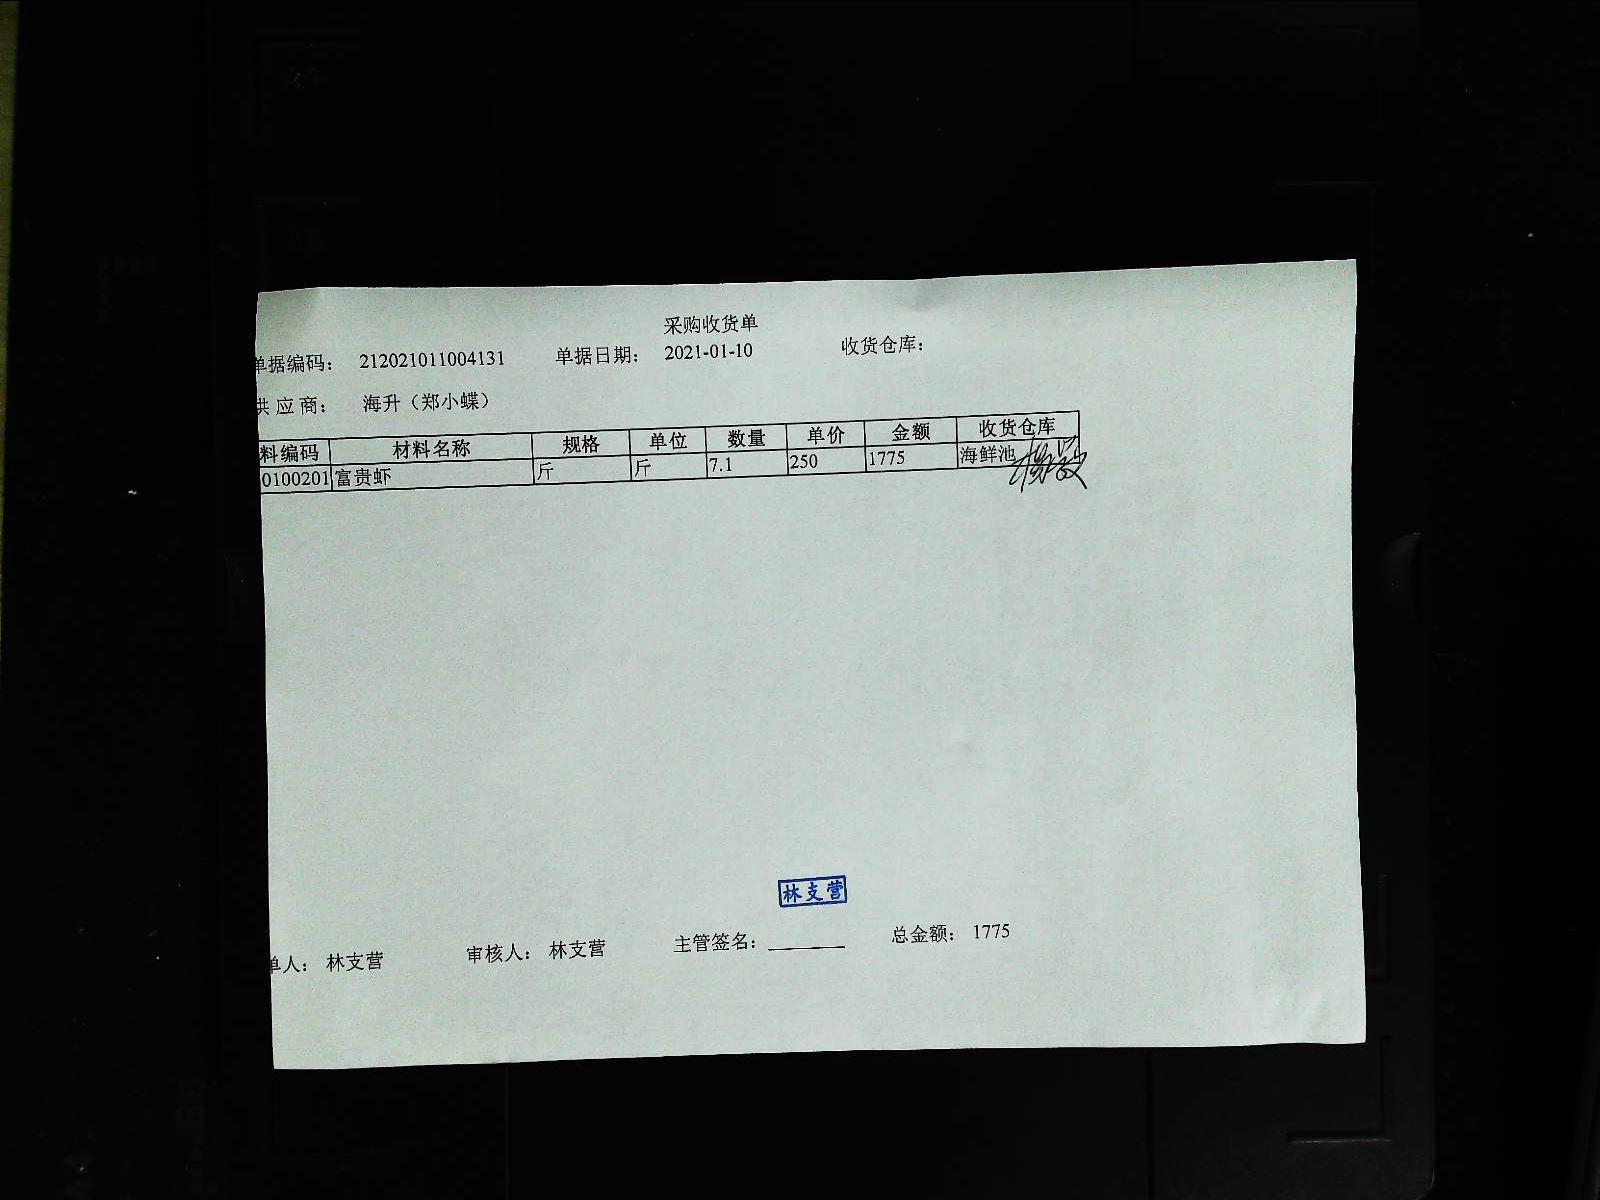 采购收货单
单据编码： 212021011004131 单据日期： 2021-01-10 收货仓库：
供应商： 海升（郑小蝶）
料编码 材料名称 规格 单位 数量 单价 金额 收货仓库
0100201 富贵虾 斤 斤 7.1 250 1775 海鲜池
林支营
单人： 林支营 审核人： 林支营 主管签名： 总金额： 1775